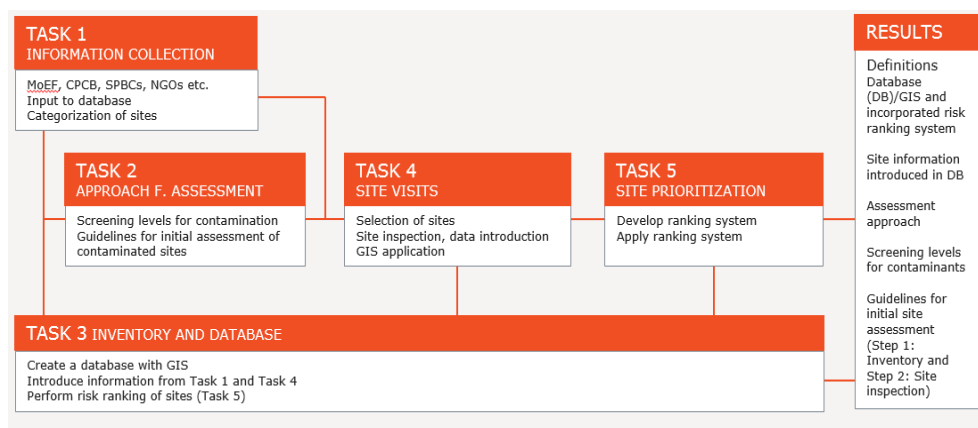 TASK 1
INFORMATION COLLECTION
MoEF, CPCB, SPBCs, NGOs etc.
Input to database
Categorization of sites
TASK 2
APPROACH F. ASSESSMENT
Screening levels for contamination
Guidelines for initial assessment of
contaminated sites
TASK 4
SITE VISITS
Selection of sites
Site inspection, data introduction
GIS application
TASK 5
SITE PRIORITIZATION
Develop ranking system
Apply ranking system
TASK 3 INVENTORY AND DATABASE
Create a database with GIS
Introduce information from Task 1 and Task 4
Perform risk ranking of sites (Task 5)
RESULTS
Definitions
Database
(DB)/GIS and
incorporated risk
ranking system
Site information
introduced in DB
Assessment
approach
Screening levels
for contaminants
Guidelines for
initial site
assessment
(Step 1:
Inventory and
Step 2: Site
inspection)